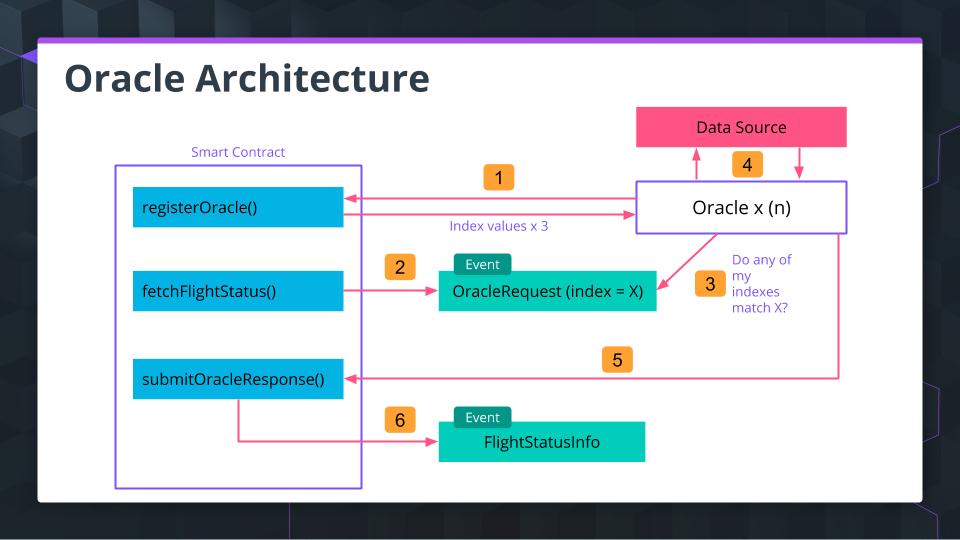 Oracle Architecture
Data Source
Smart Contract
4
1
registerOracle()
Oracle x (n)
Index values x 3
Event
2
Do any of
my
indexes
match X?
3
fetchFlightStatus()
OracleRequest (index = X)
5
submitOracleResponse()
Event
6
FlightStatusInfo